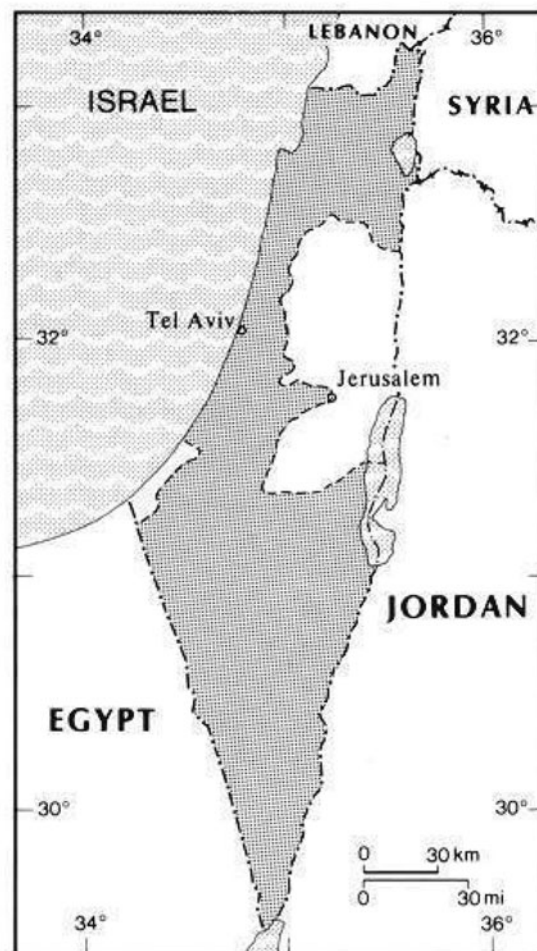 34°
LEBANON
36°
ISRAEL
SYRIA
Tel Aviv
32°
32°
Jerusalem
JORDAN
EGYPT
30°
30°
0 30 km
0 30 mi
34°
36°